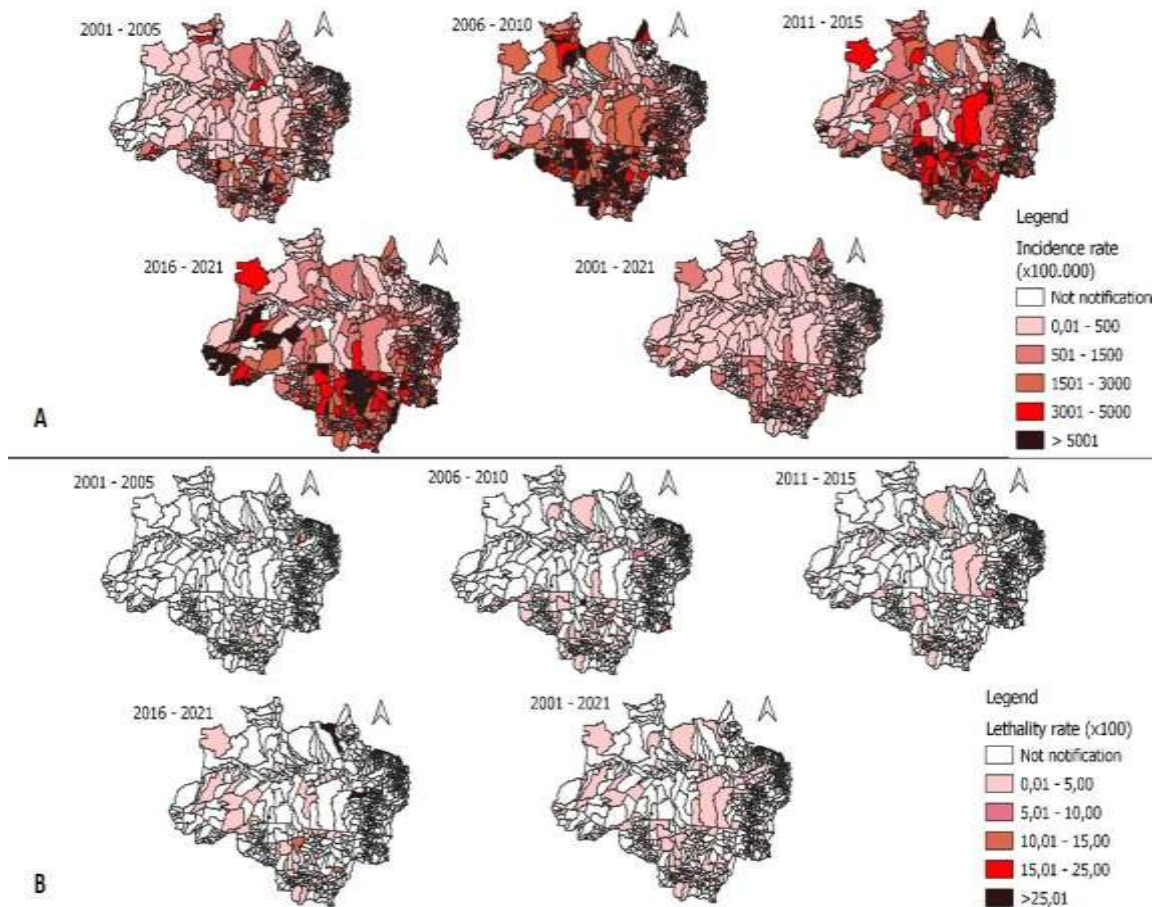 2001 - 2005
2006 - 2010
2011 - 2015
2016 - 2021
2001 - 2021
Legend
Incidence rate
(x100.000)
Not notification
0,01 - 500
501 - 1500
1501 - 3000
3001 - 5000
> 5001
A
2001 - 2005
2006 - 2010
2011 - 2015
2016 - 2021
2001 - 2021
Legend
Lethality rate (x100)
Not notification
0,01 - 5,00
5,01 - 10,00
10,01 - 15,00
15,01 - 25,00
>25,01
B